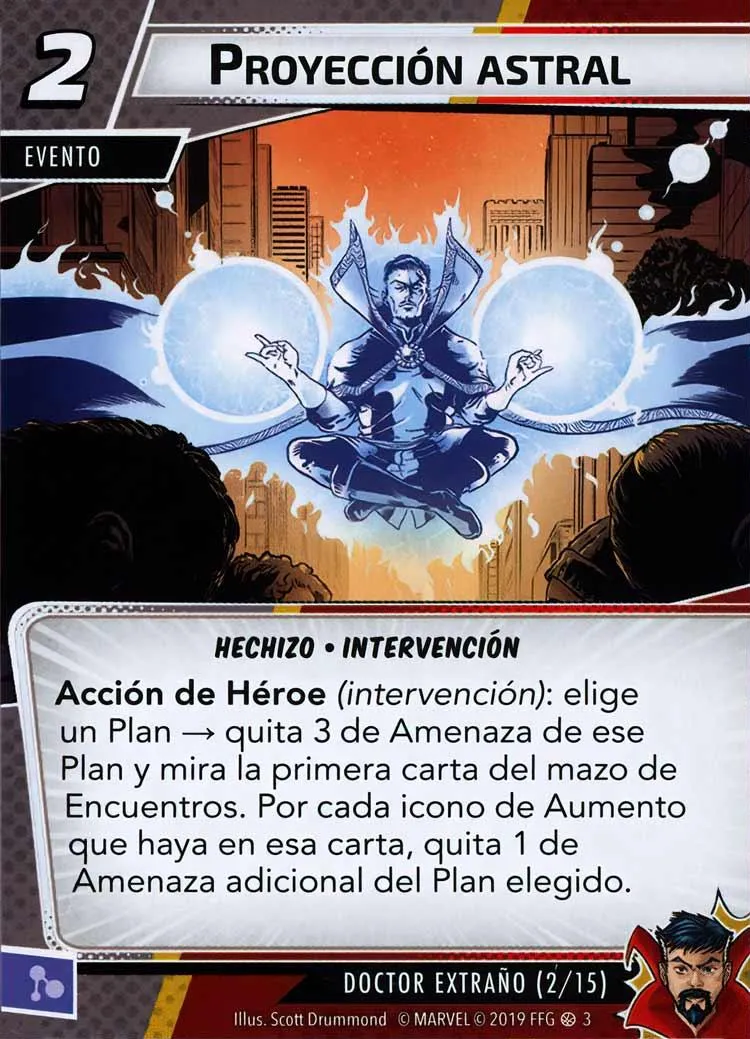 2
PROYECCIÓN ASTRAL
EVENTO
HECHIZO • INTERVENCIÓN
Acción de Héroe (intervención): elige
un Plan → quita 3 de Amenaza de ese
Plan y mira la primera carta del mazo de
Encuentros. Por cada icono de Aumento
que haya en esa carta, quita 1 de
Amenaza adicional del Plan elegido.
DOCTOR EXTRAÑO (2/15)
Illus. Scott Drummond © MARVEL © 2019 FFG 3